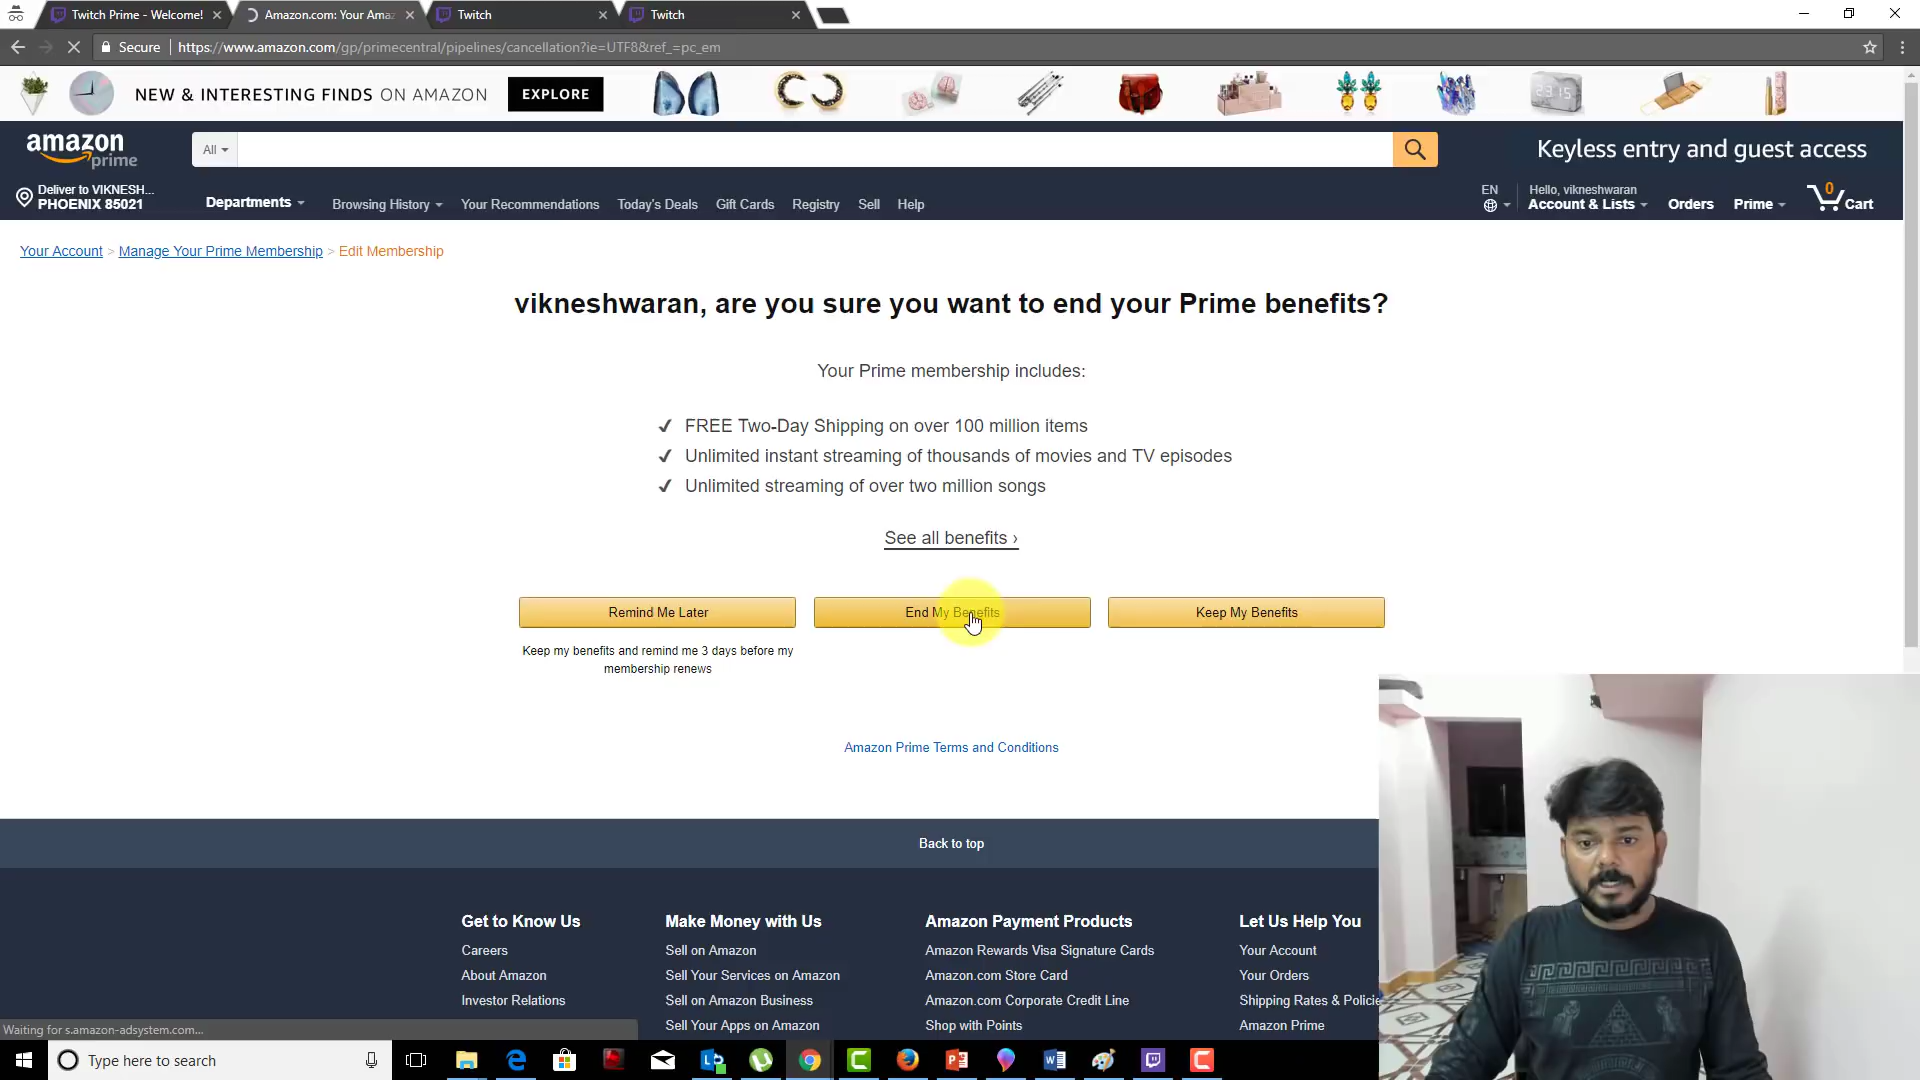 Twitch Prime - Welcome!
Amazon.com: Your Amaz
Twitch
Twitch
Secure
https://www.amazon.com/gp/primecentral/pipelines/cancellation?ie=UTF8&ref_=pc_em
NEW & INTERESTING FINDS ON AMAZON
EXPLORE
23:15
amazon
prime
All
Keyless entry and guest access
Deliver to VIKNESH...
PHOENIX 85021
Departments
Browsing History
Your Recommendations
Today's Deals
Gift Cards
Registry
Sell
Help
EN
Hello, vikneshwaran
Account & Lists
Orders
Prime
0
Cart
Your Account > Manage Your Prime Membership > Edit Membership
vikneshwaran, are you sure you want to end your Prime benefits?
Your Prime membership includes:
✓ FREE Two-Day Shipping on over 100 million items
✓ Unlimited instant streaming of thousands of movies and TV episodes
✓ Unlimited streaming of over two million songs
See all benefits ›
Remind Me Later
End My Benefits
Keep My Benefits
Keep my benefits and remind me 3 days before my
membership renews
Amazon Prime Terms and Conditions
Back to top
Get to Know Us
Careers
About Amazon
Investor Relations
Make Money with Us
Sell on Amazon
Sell Your Services on Amazon
Sell on Amazon Business
Sell Your Apps on Amazon
Amazon Payment Products
Amazon Rewards Visa Signature Cards
Amazon.com Store Card
Amazon.com Corporate Credit Line
Shop with Points
Let Us Help You
Your Account
Your Orders
Shipping Rates & Policie
Amazon Prime
Waiting for s.amazon-adsystem.com...
Type here to search